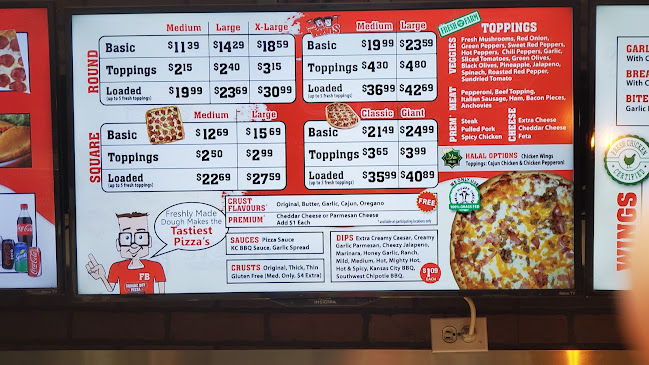 ROUND
Medium Large X-Large
Basic $11 39 $14 29 $18 59
Toppings $2 15 $2 40 $3 15
Loaded $19 99 $23 69 $30 99
(up to 5 fresh toppings)
Medium Large
Basic $19 99 $23 59
Toppings $4 30 $4 80
Loaded $36 99 $42 69
(up to 5 fresh toppings)
SQUARE
Medium Large
Basic $12 69 $15 69
Toppings $2 50 $2 99
Loaded $22 69 $27 59
(up to 5 fresh toppings)
Classic Giant
Basic $21 49 $24 99
Toppings $3 65 $3 99
Loaded $35 99 $40 89
(up to 5 fresh toppings)
FRESH FARM
TOPPINGS
VEGGIES
Fresh Mushrooms, Red Onion,
Green Peppers, Sweet Red Peppers,
Hot Peppers, Chili Peppers, Garlic,
Sliced Tomatoes, Green Olives,
Black Olives, Pineapple, Jalapeno,
Spinach, Roasted Red Pepper,
Sundried Tomato
MEAT
Pepperoni, Beef Topping,
Italian Sausage, Ham, Bacon Pieces,
Anchovies
PREM
Steak
Pulled Pork
Spicy Chicken
CHEESE
Extra Cheese
Cheddar Cheese
Feta
HALAL OPTIONS Chicken Wings
Toppings: Cajun Chicken & Chicken Pepperoni
CRUST
FLAVOURS
Original, Butter, Garlic, Cajun, Oregano
FREE
PREMIUM
Cheddar Cheese or Parmesan Cheese
Add $1 Each
* available at participating locations only
SAUCES Pizza Sauce
KC BBQ Sauce, Garlic Spread
CRUSTS Original, Thick, Thin
Gluten Free (Med. Only, $4 Extra)
DIPS Extra Creamy Caesar, Creamy
Garlic Parmesan, Cheezy Jalapeno,
Marinara, Honey Garlic, Ranch,
Mild, Medium, Hot, Mighty Hot,
Hot & Spicy, Kansas City BBQ,
Southwest Chipotle BBQ.
$1 09
EACH
Freshly Made
Dough Makes the
Tastiest
Pizza's
FB
INSIGNIA
Roku TV
WINGS